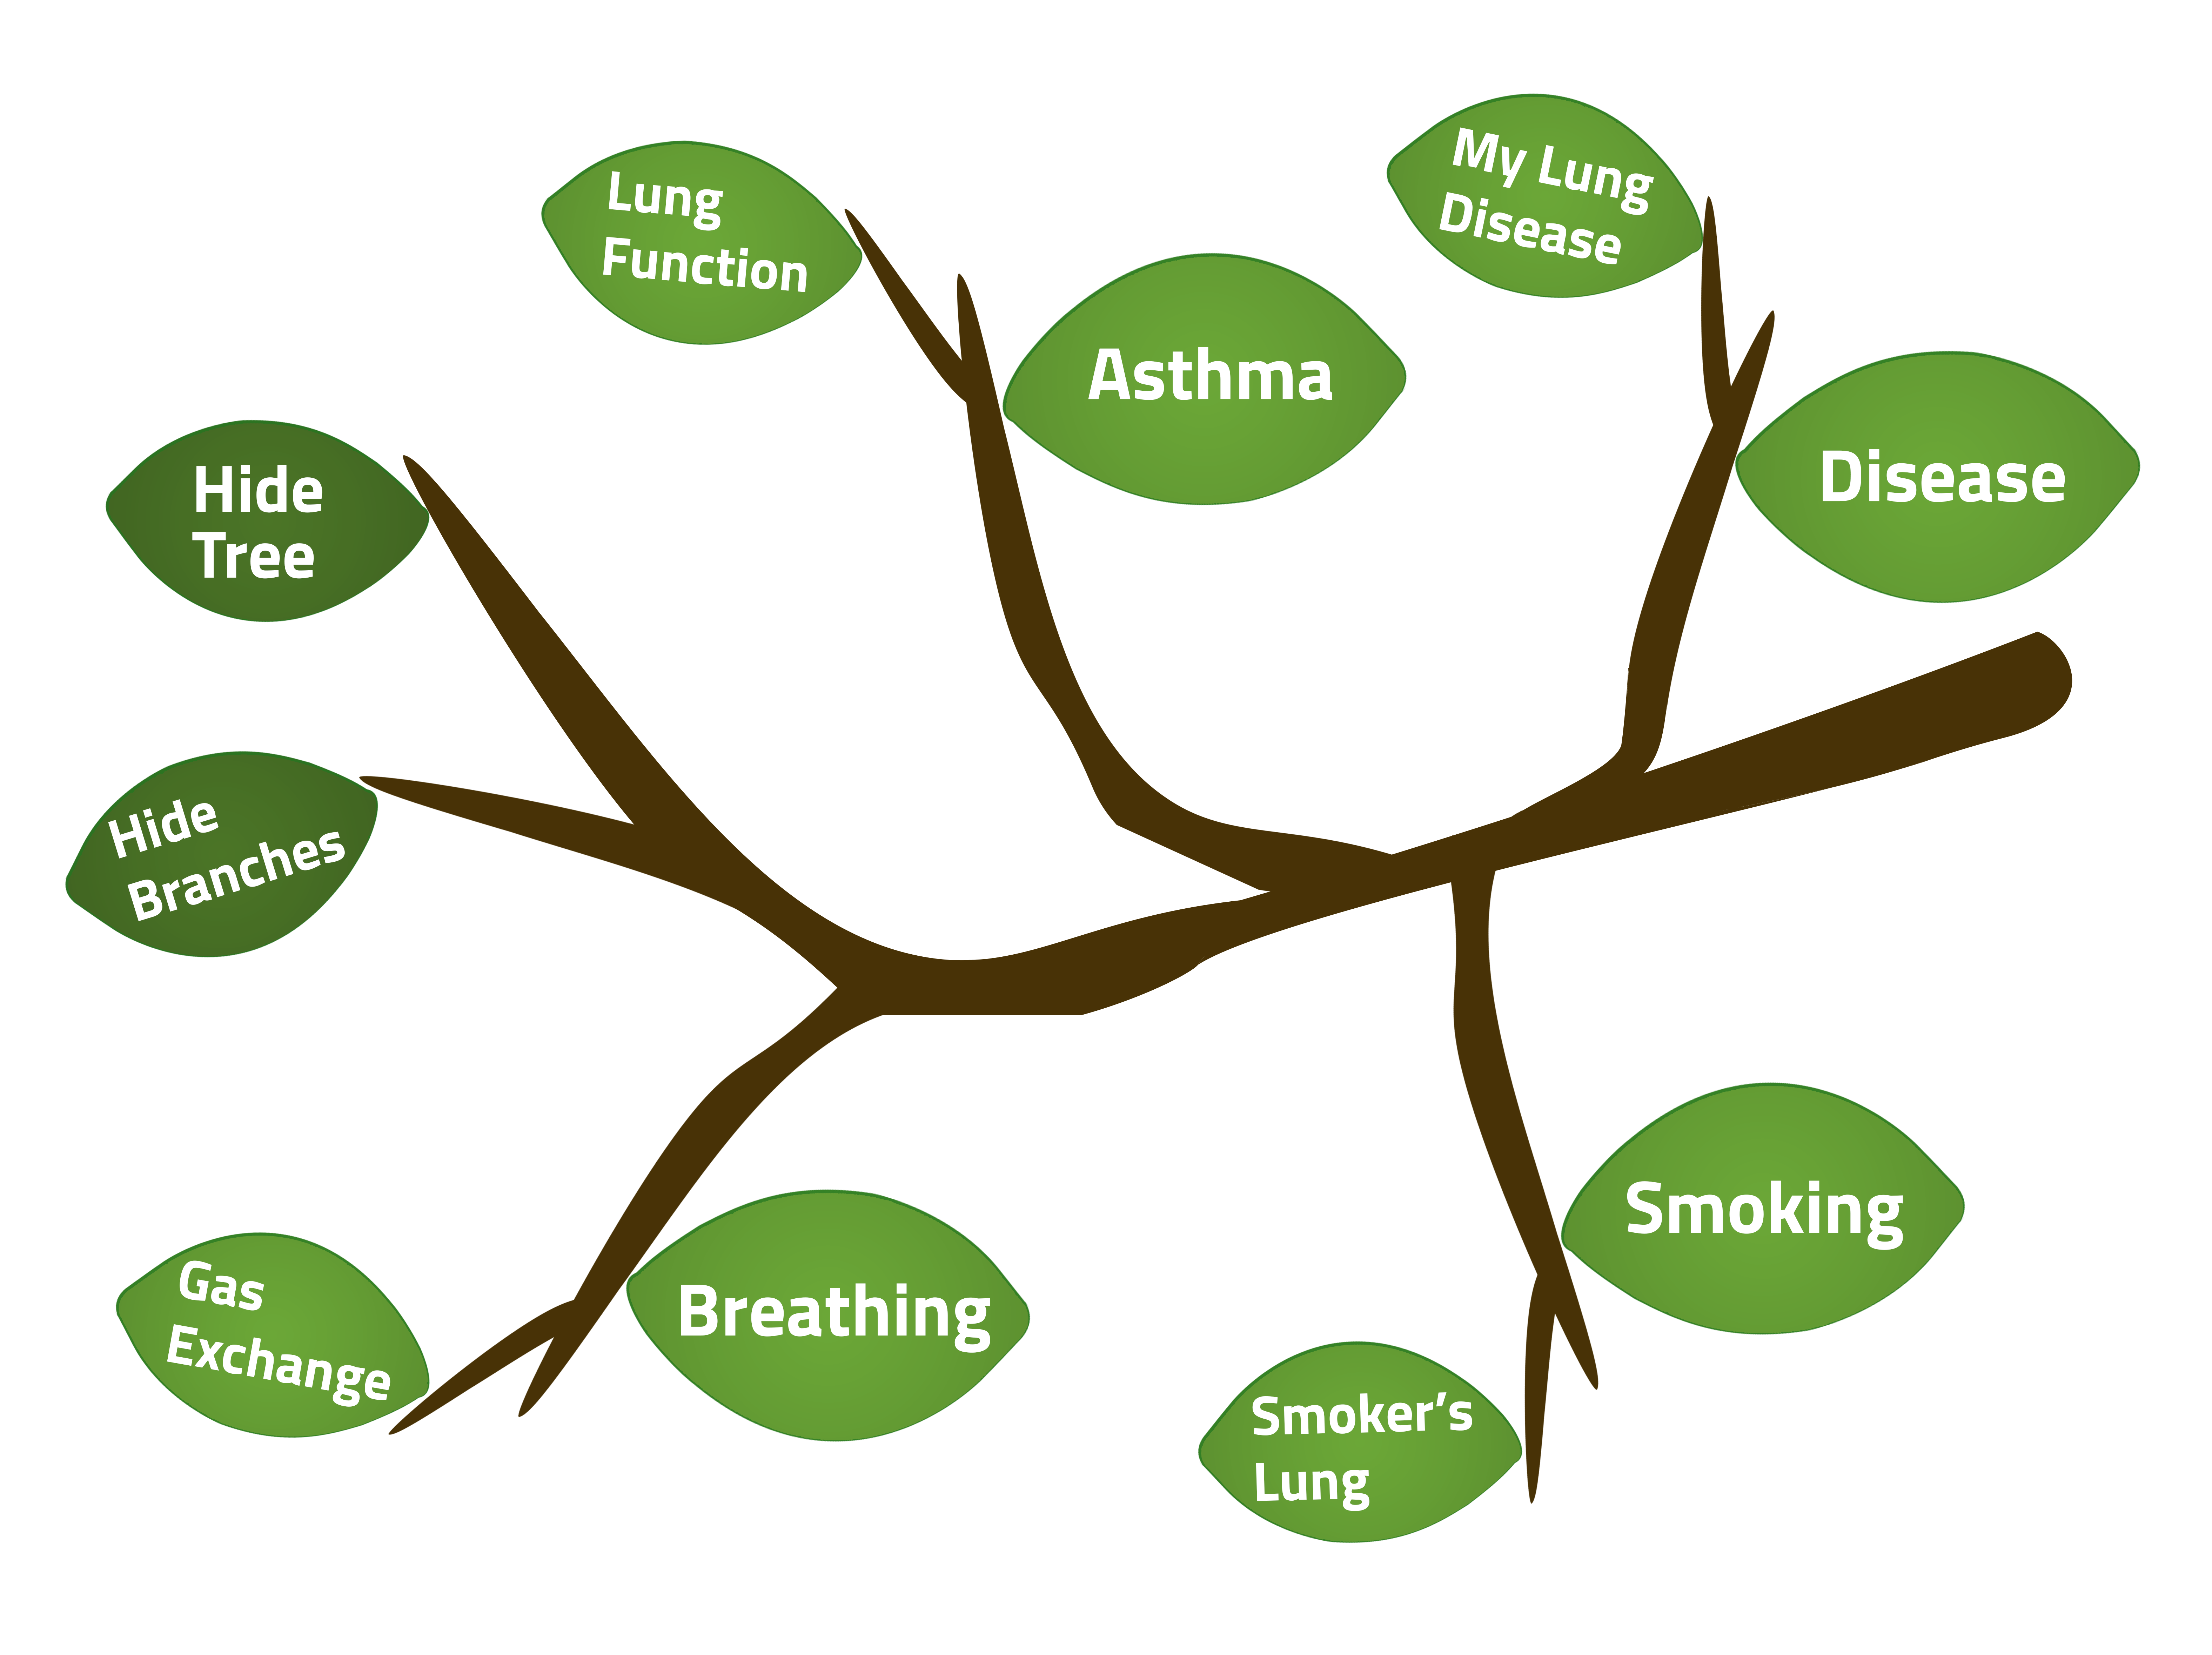 My Lung
Disease
Lung
Function
Asthma
Disease
Hide
Tree
Hide
Branches
Smoking
Gas
Exchange
Breathing
Smoker’s
Lung